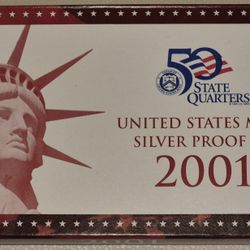 50
STATE
QUARTERS
UNITED STATES M
SILVER PROOF
2001